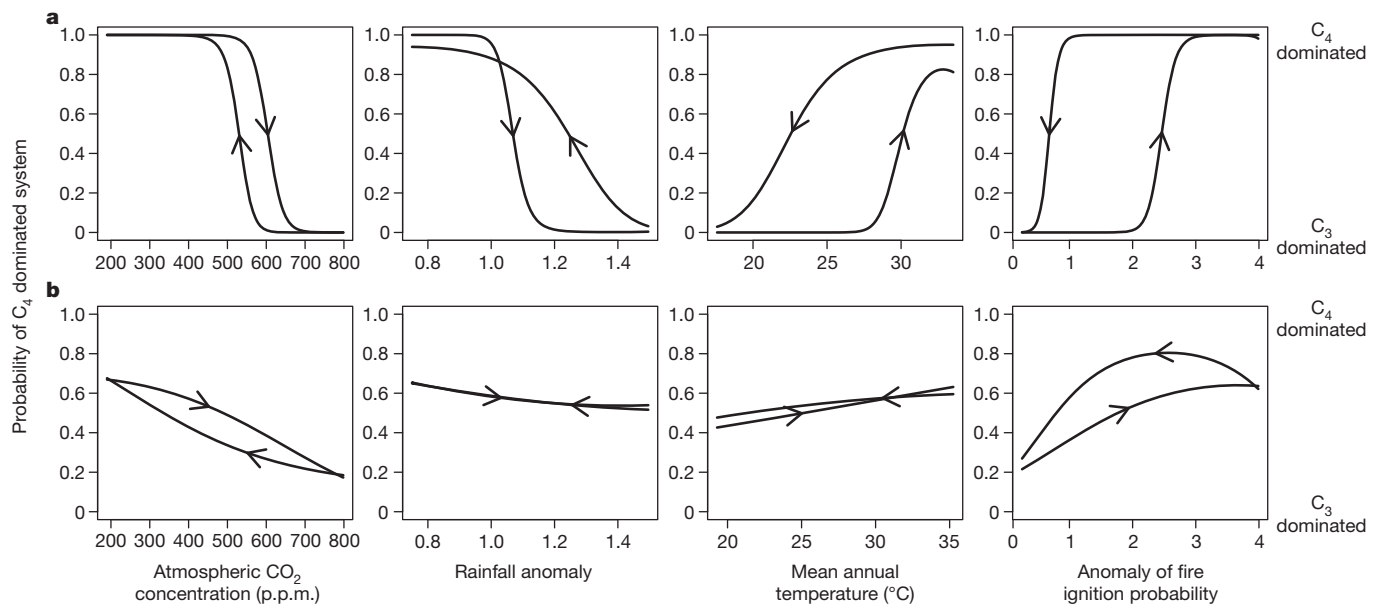 a
1.0
0.8
0.6
0.4
0.2
0
200 300 400 500 600 700 800
1.0
0.8
0.6
0.4
0.2
0
0.8 1.0 1.2 1.4
1.0
0.8
0.6
0.4
0.2
0
20 25 30
1.0
0.8
0.6
0.4
0.2
0
0 1 2 3 4
C4
dominated
C3
dominated
Probability of C4 dominated system
b
1.0
0.8
0.6
0.4
0.2
0
200 300 400 500 600 700 800
Atmospheric CO2
concentration (p.p.m.)
1.0
0.8
0.6
0.4
0.2
0
0.8 1.0 1.2 1.4
Rainfall anomaly
1.0
0.8
0.6
0.4
0.2
0
20 25 30 35
Mean annual
temperature (°C)
1.0
0.8
0.6
0.4
0.2
0
0 1 2 3 4
Anomaly of fire
ignition probability
C4
dominated
C3
dominated